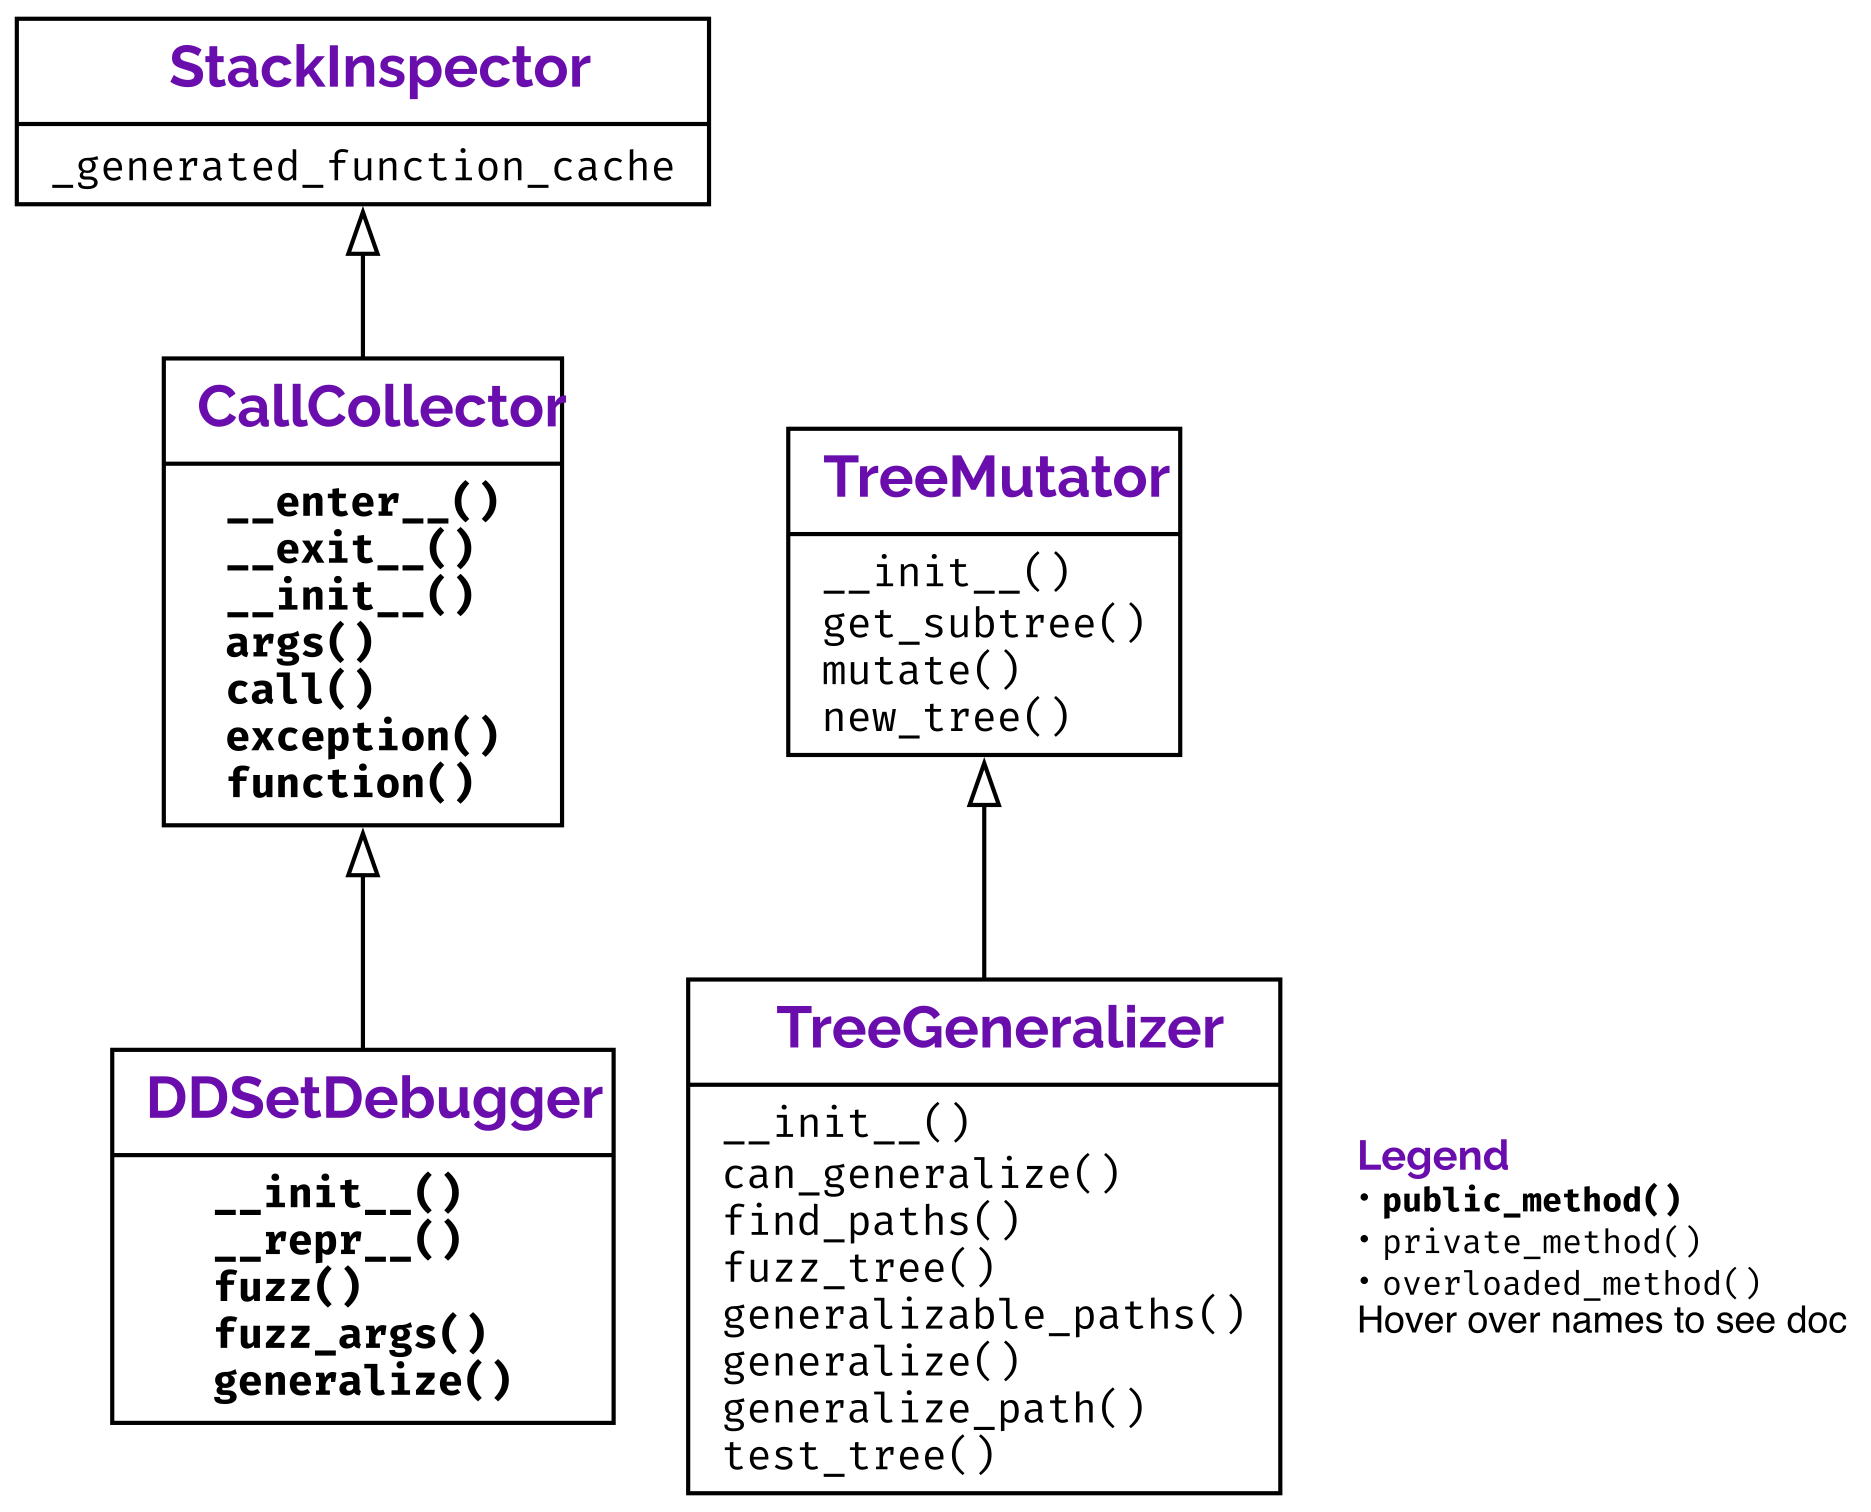 StackInspector
_generated_function_cache
CallCollector
__enter__()
__exit__()
__init__()
args()
call()
exception()
function()
DDSetDebugger
__init__()
__repr__()
fuzz()
fuzz_args()
generalize()
TreeMutator
__init__()
get_subtree()
mutate()
new_tree()
TreeGeneralizer
__init__()
can_generalize()
find_paths()
fuzz_tree()
generalizable_paths()
generalize()
generalize_path()
test_tree()
Legend
• public_method()
• private_method()
• overloaded_method()
Hover over names to see doc